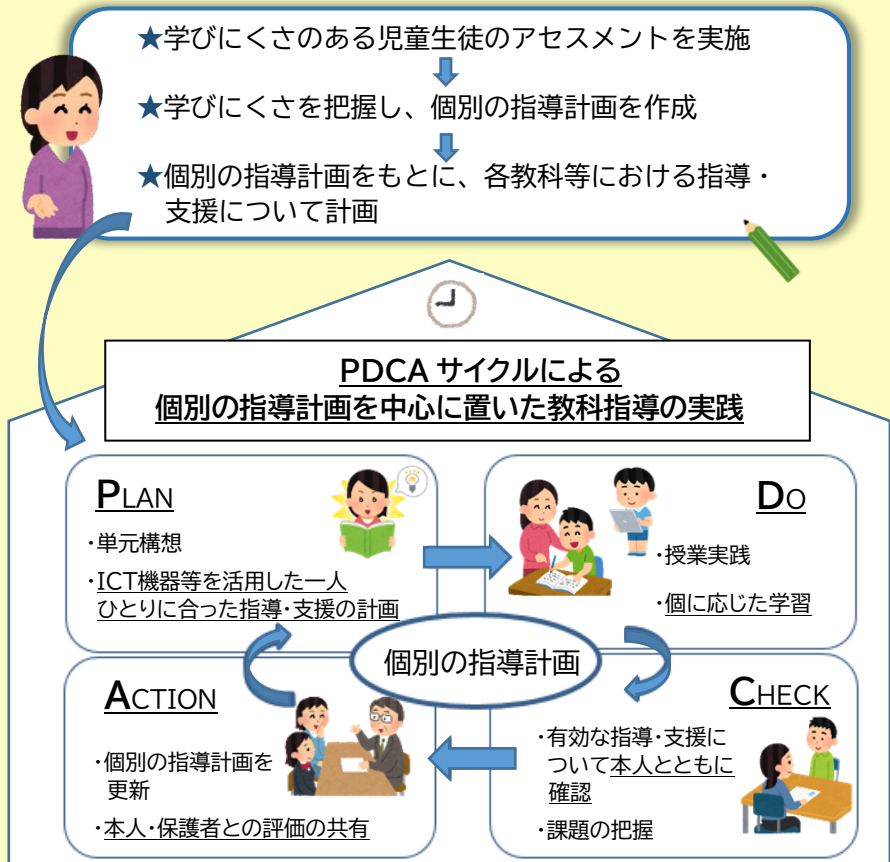 ★学びにくさのある児童生徒のアセスメントを実施
★学びにくさを把握し、個別の指導計画を作成
★個別の指導計画をもとに、各教科等における指導・
支援について計画
PDCA サイクルによる
個別の指導計画を中心に置いた教科指導の実践
PLAN
・単元構想
・ICT機器等を活用した一人
ひとりに合った指導・支援の計画
DO
・授業実践
・個に応じた学習
個別の指導計画
ACTION
・個別の指導計画を
更新
・本人・保護者との評価の共有
CHECK
・有効な指導・支援に
ついて本人とともに
確認
・課題の把握